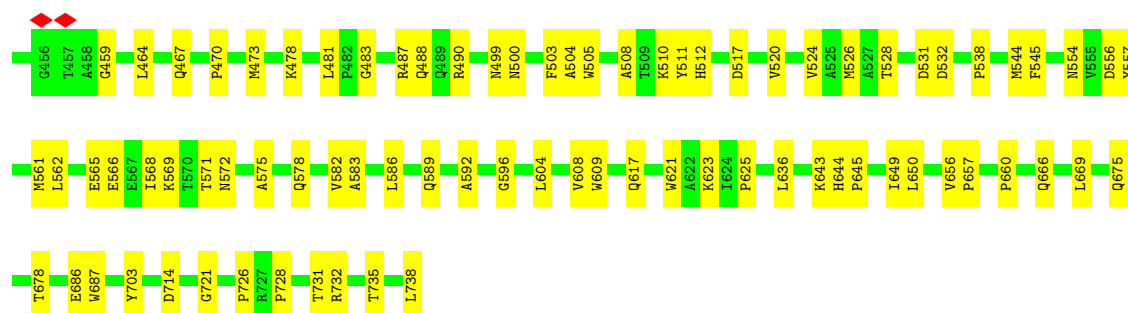 G456 T457 A458 G459 L464 Q467 P470 M473 K478 L481 P482 G483 R487 Q488 Q489 R490 N499 N500 F503 A504 W505 A508 T509 K510 Y511 H512 D517 V520 V524 A525 M526 A527 T528 D531 D532 P538 M544 F545 N554 V555 D556 Y557
M561 L562 E565 E566 E567 I568 K569 T570 T571 N572 A575 Q578 V582 A583 L586 Q589 A592 G596 L604 V608 W609 Q617 W621 A622 K623 I624 P625 L636 K643 H644 P645 I649 L650 V656 P657 P660 Q666 L669 Q675
T678 E686 W687 Y703 D714 G721 P726 R727 P728 T731 R732 T735 L738